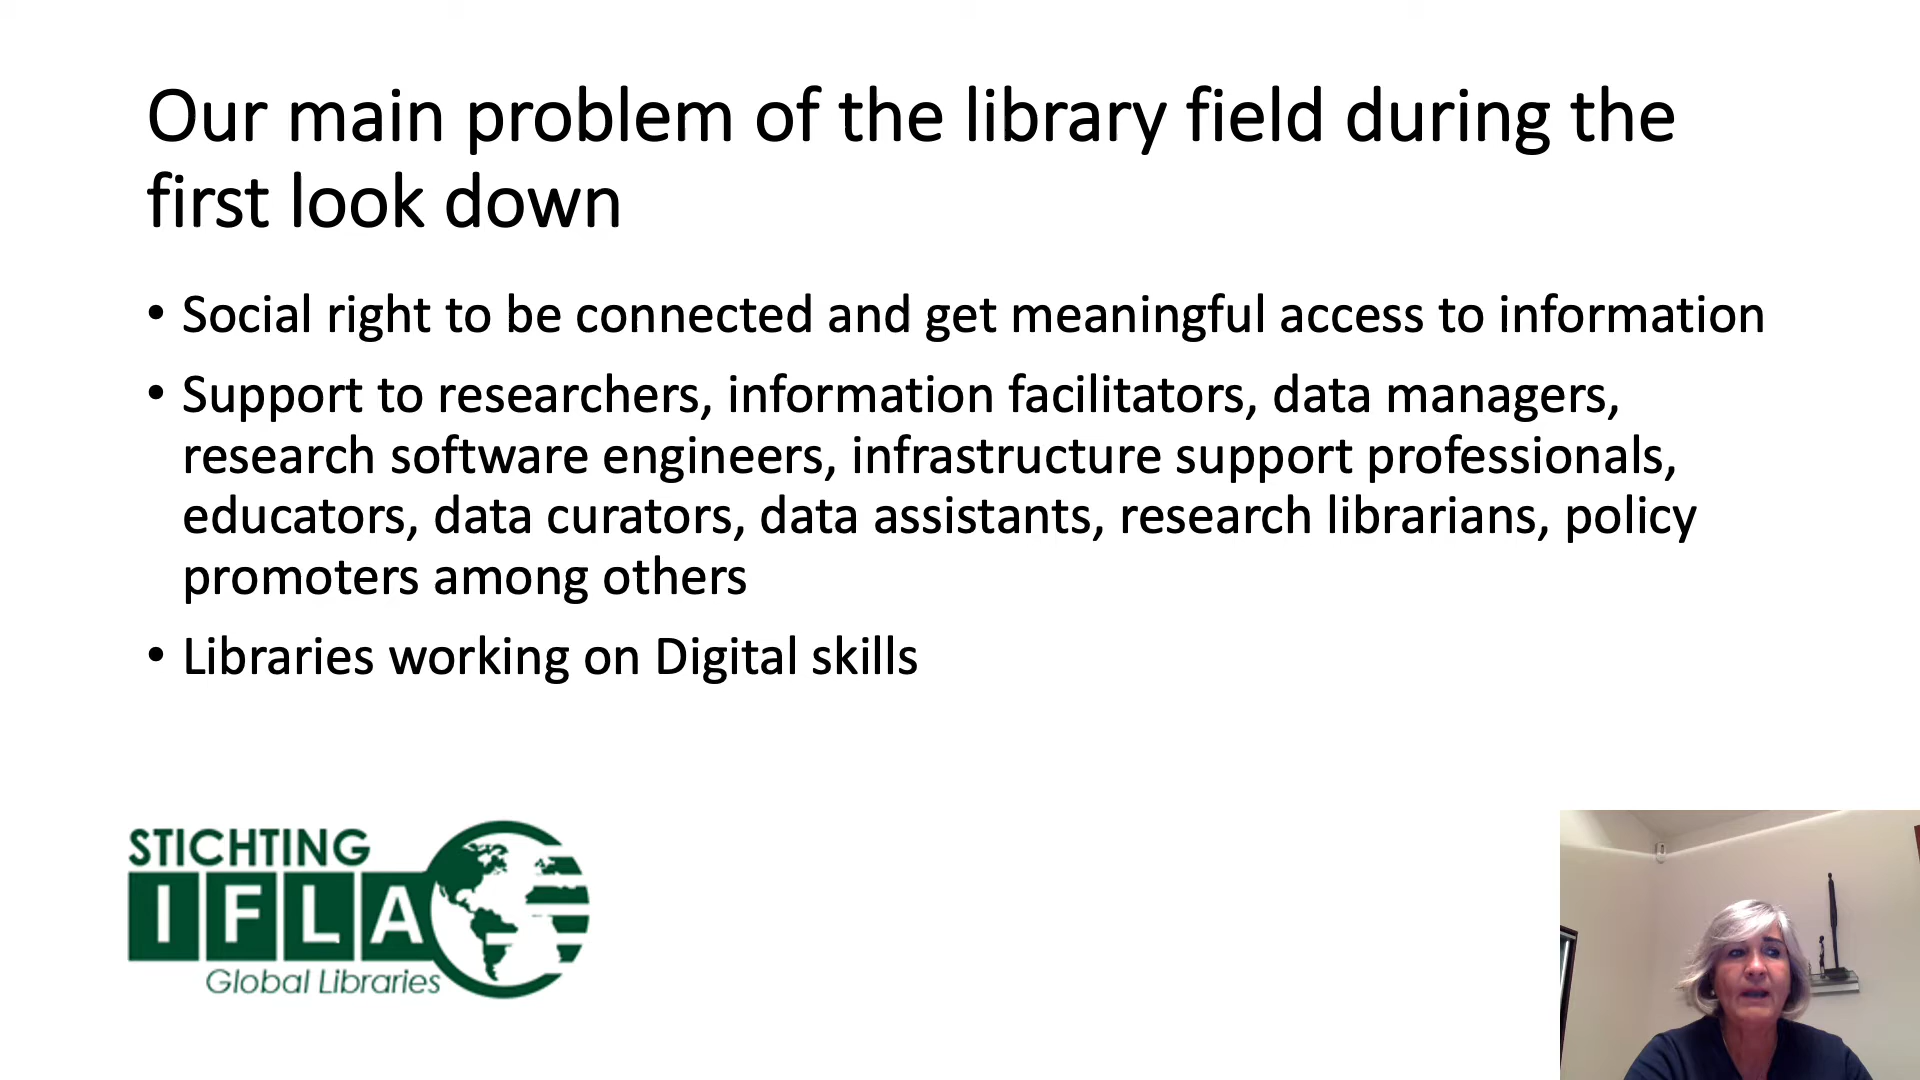 Our main problem of the library field during the
first look down
• Social right to be connected and get meaningful access to information
• Support to researchers, information facilitators, data managers,
research software engineers, infrastructure support professionals,
educators, data curators, data assistants, research librarians, policy
promoters among others
• Libraries working on Digital skills
STICHTING
IFLA
Global Libraries